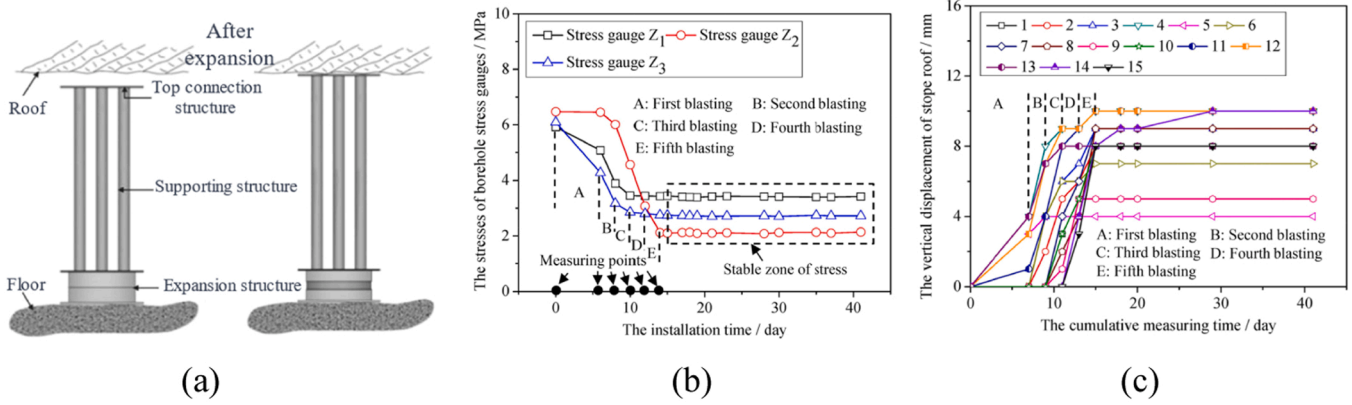 After
expansion
Roof
Top connection
structure
Supporting structure
Floor
Expansion structure
(a)
The stresses of borehole stress gauges / MPa
10
8
6
4
2
0
Stress gauge Z1 Stress gauge Z2
Stress gauge Z3
A: First blasting B: Second blasting
C: Third blasting D: Fourth blasting
E: Fifth blasting
A
B
C
D
E
Measuring points
Stable zone of stress
0 10 20 30 40
The installation time / day
(b)
The vertical displacement of stope roof / mm
16
12
8
4
0
1 2 3 4 5 6
7 8 9 10 11 12
13 14 15
A B C D E
A: First blasting B: Second blasting
C: Third blasting D: Fourth blasting
E: Fifth blasting
0 10 20 30 40
The cumulative measuring time / day
(c)